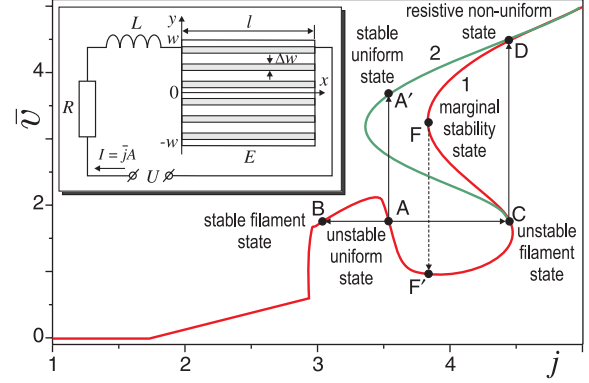 resistive non-uniform
state
stable
uniform
state
2
D
1
A′
marginal
stability
state
F
L
y
l
w
Δw
R
0
x
-w
E
I = j̄A
U
4
v̄
2
0
B
A
C
stable filament
state
unstable
uniform
state
unstable
filament
state
F′
1
2
3
4
j